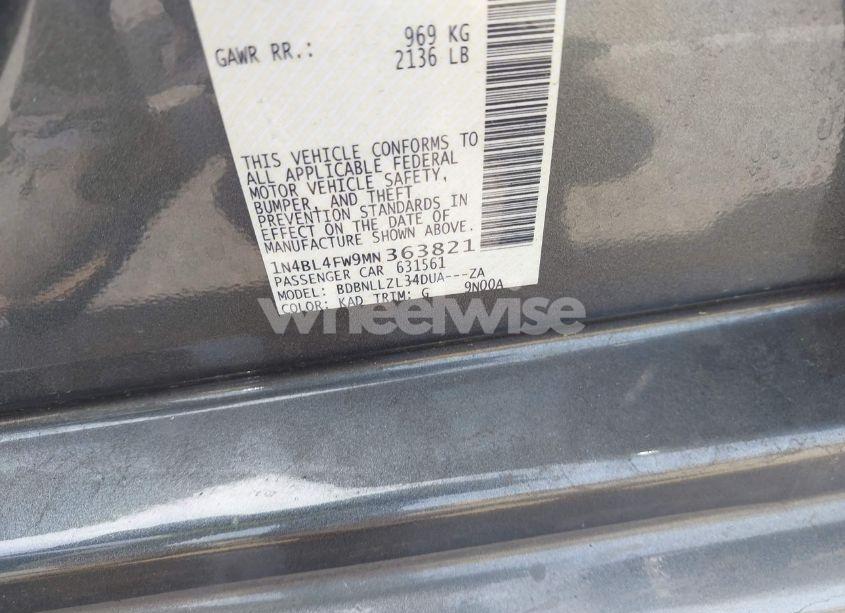 GAWR RR.: 969 KG
2136 LB
THIS VEHICLE CONFORMS TO
ALL APPLICABLE FEDERAL
MOTOR VEHICLE SAFETY,
BUMPER, AND THEFT
PREVENTION STANDARDS IN
EFFECT ON THE DATE OF
MANUFACTURE SHOWN ABOVE.
1N4BL4FW9MN363821
PASSENGER CAR 631561
MODEL: BDBNLLZL34DUA---ZA
COLOR: KAD TRIM: G 9N00A
wheelwise